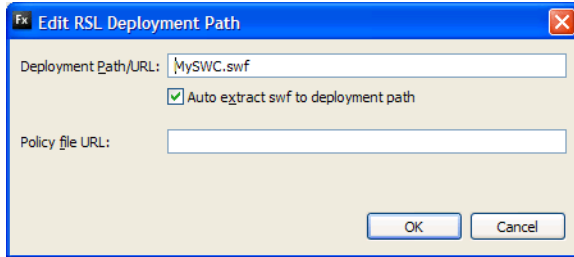 Fx Edit RSL Deployment Path
Deployment Path/URL: MySWC.swf
Auto extract swf to deployment path
Policy file URL:
OK Cancel